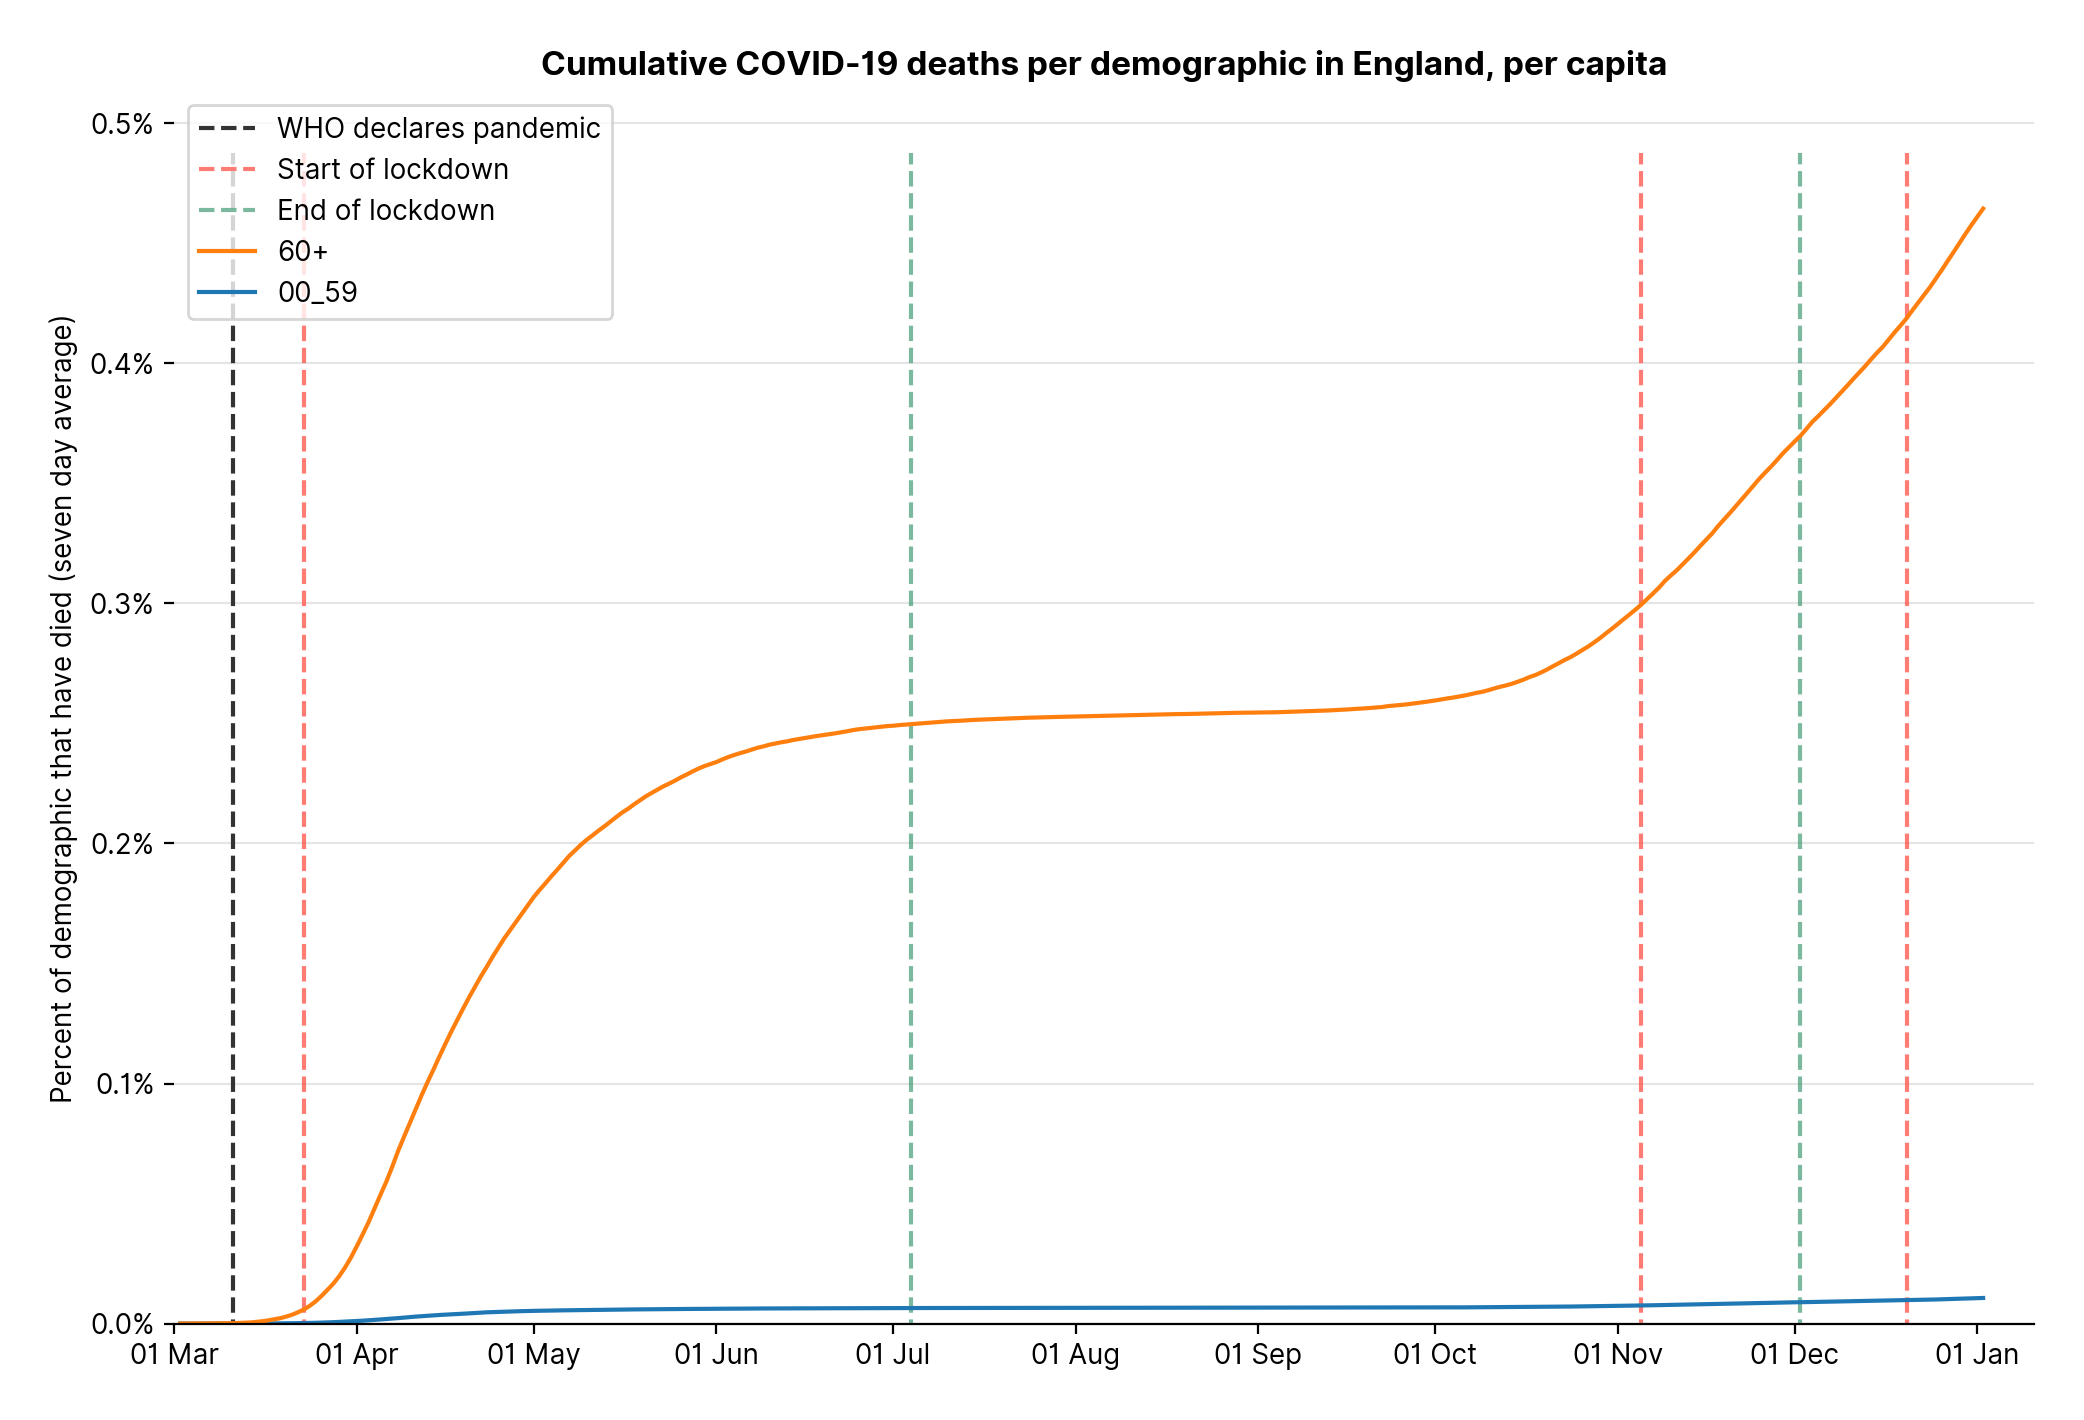 Cumulative COVID-19 deaths per demographic in England, per capita
WHO declares pandemic
Start of lockdown
End of lockdown
60+
00_59
Percent of demographic that have died (seven day average)
0.5%
0.4%
0.3%
0.2%
0.1%
0.0%
01 Mar
01 Apr
01 May
01 Jun
01 Jul
01 Aug
01 Sep
01 Oct
01 Nov
01 Dec
01 Jan